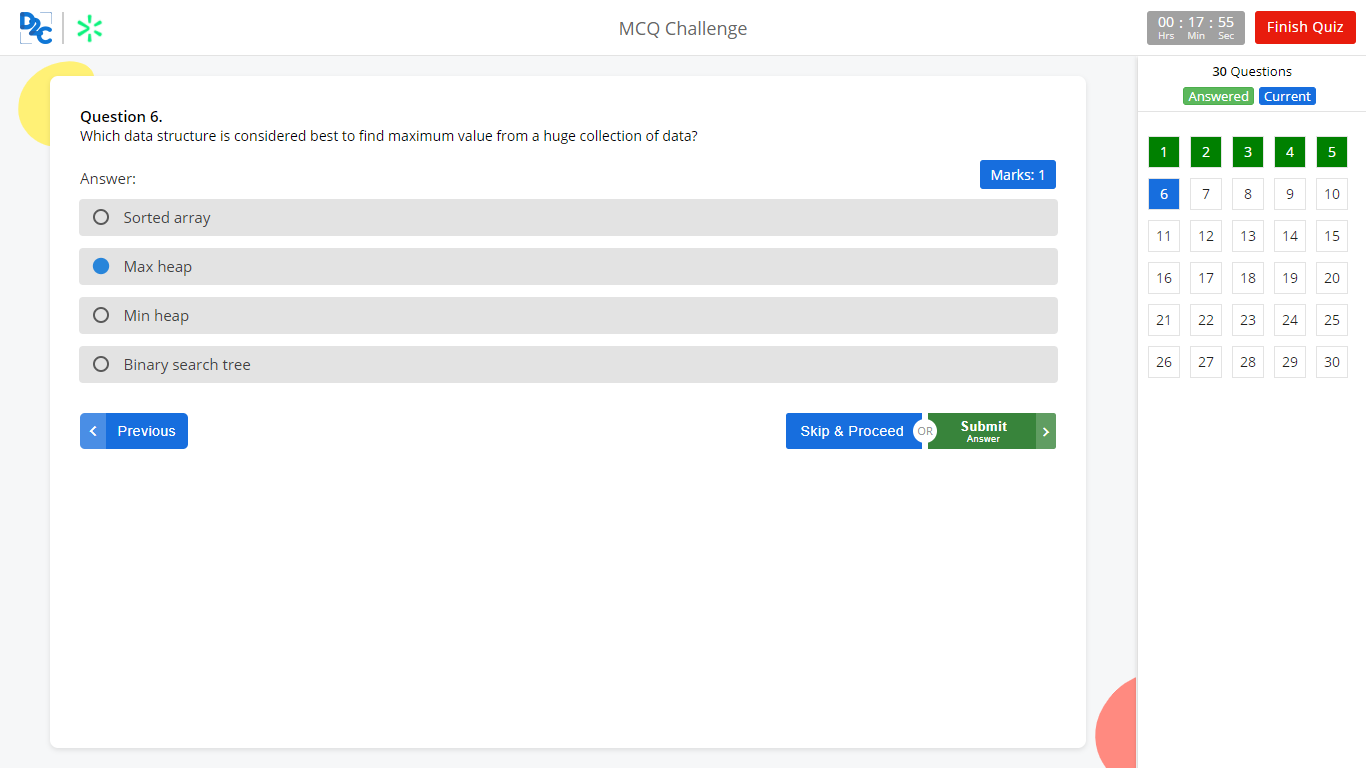 D2C
MCQ Challenge
00 : 17 : 55
Hrs Min Sec
Finish Quiz
30 Questions
Answered Current
Question 6.
Which data structure is considered best to find maximum value from a huge collection of data?
Answer:
Marks: 1
Sorted array
Max heap
Min heap
Binary search tree
Previous
Skip & Proceed
OR
Submit
Answer
1 2 3 4 5
6 7 8 9 10
11 12 13 14 15
16 17 18 19 20
21 22 23 24 25
26 27 28 29 30